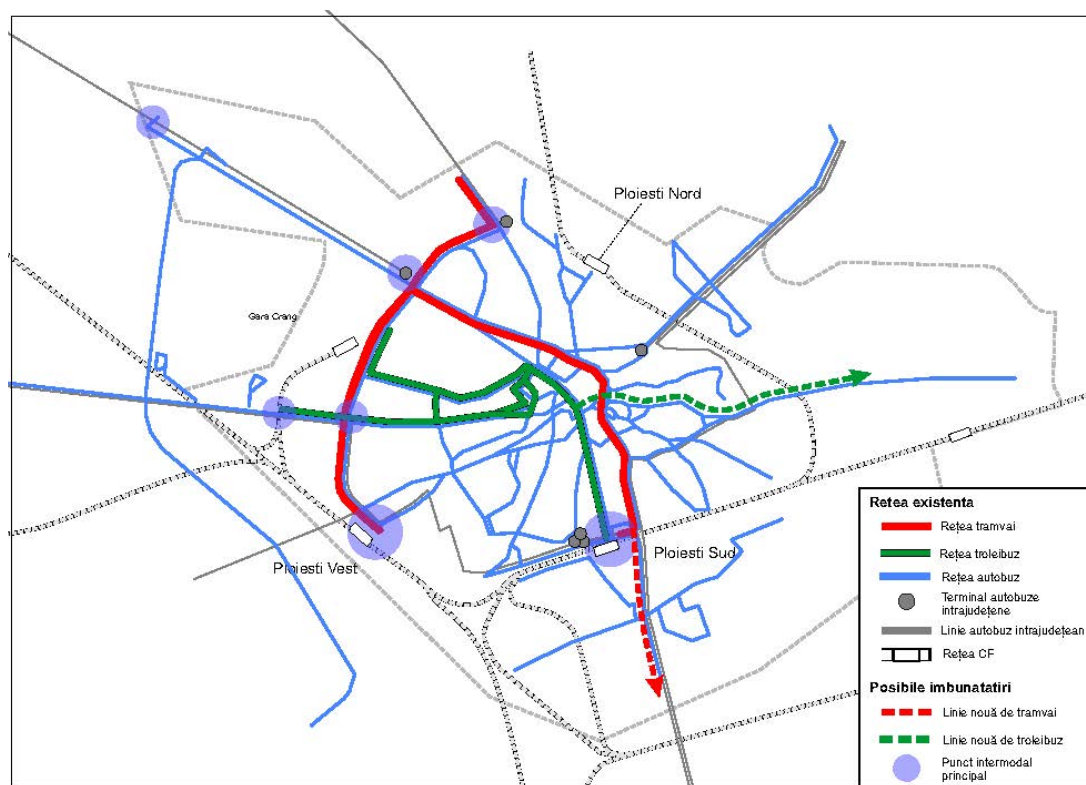 Ploiesti Nord
Gara Crang
Ploiesti Vest
Ploiesti Sud
Retea existenta
Rețea tramvai
Rețea troleibuz
Rețea autobuz
Terminal autobuze
intrajudețene
Linie autobuz intrajudețean
Rețea CF
Posibile imbunatatiri
Linie nouă de tramvai
Linie nouă de troleibuz
Punct intermodal
principal